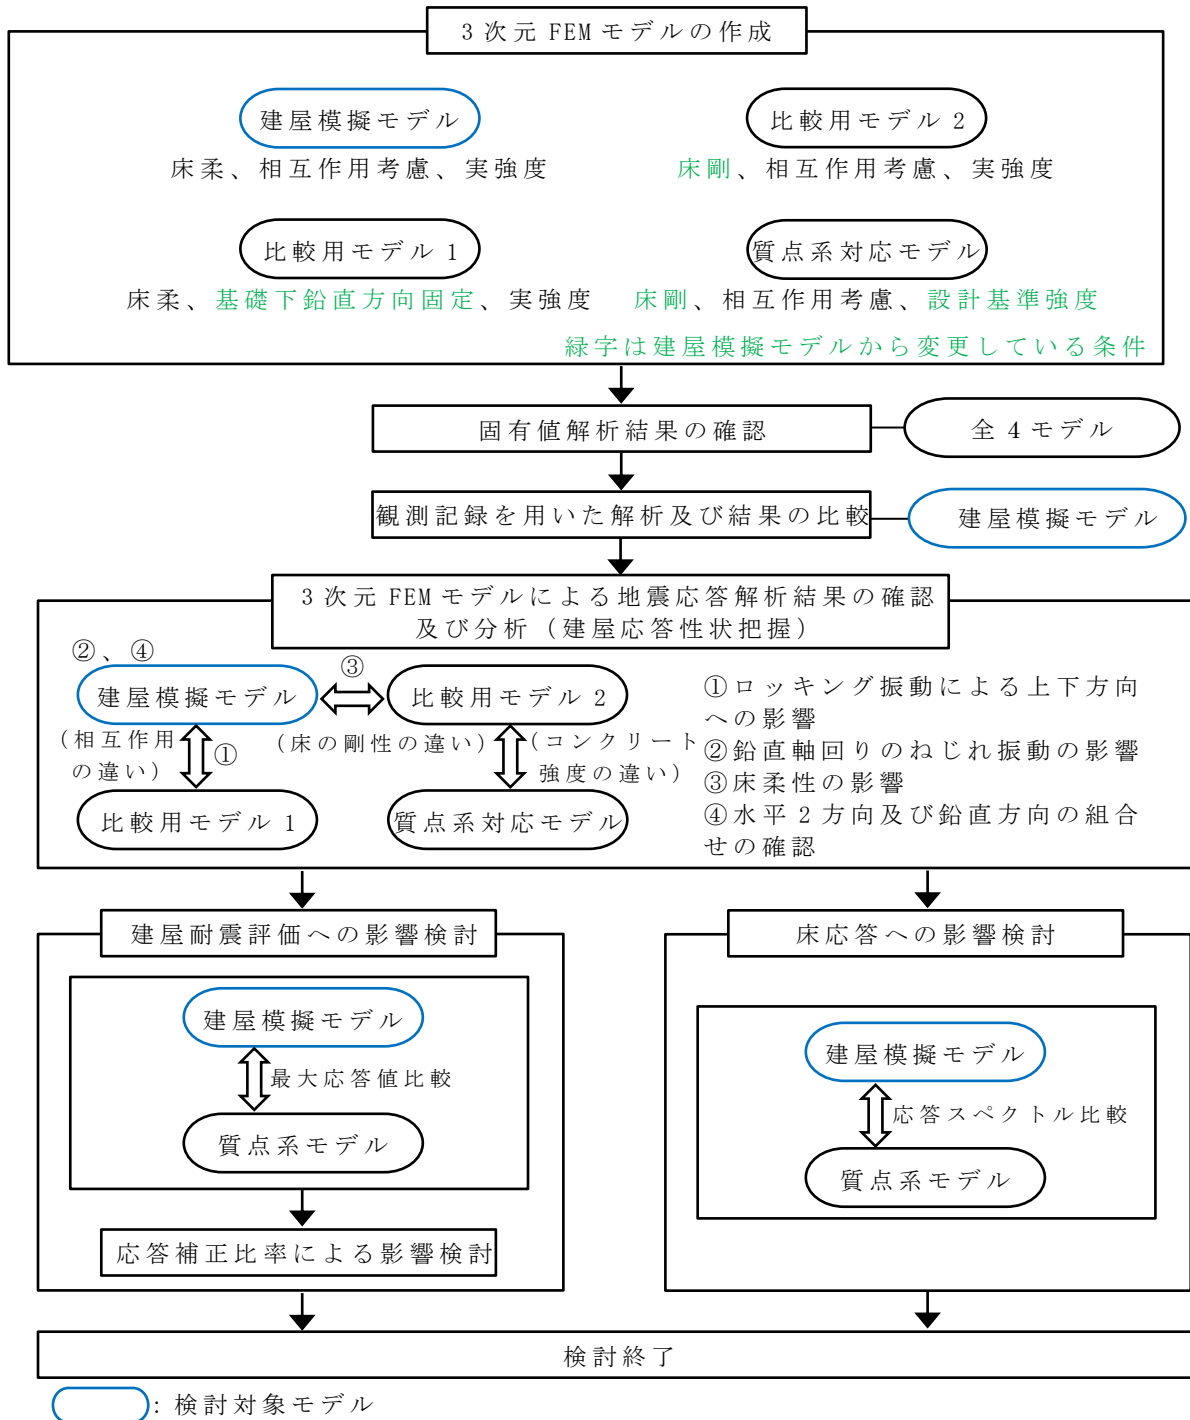 3次元FEMモデルの作成
建屋模擬モデル
床柔、相互作用考慮、実強度
比較用モデル2
床剛、相互作用考慮、実強度
比較用モデル1
床柔、基礎下鉛直方向固定、実強度
質点系対応モデル
床剛、相互作用考慮、設計基準強度
緑字は建屋模擬モデルから変更している条件
固有値解析結果の確認
全4モデル
観測記録を用いた解析及び結果の比較
建屋模擬モデル
3次元FEMモデルによる地震応答解析結果の確認
及び分析（建屋応答性状把握）
②、④
建屋模擬モデル
③
比較用モデル2
(相互作用
の違い)
①
(床の剛性の違い)
(コンクリート
強度の違い)
比較用モデル1
質点系対応モデル
①ロッキング振動による上下方向
への影響
②鉛直軸回りのねじれ振動の影響
③床柔性の影響
④水平2方向及び鉛直方向の組合
せの確認
建屋耐震評価への影響検討
建屋模擬モデル
最大応答値比較
質点系モデル
応答補正比率による影響検討
床応答への影響検討
建屋模擬モデル
応答スペクトル比較
質点系モデル
検討終了
：検討対象モデル